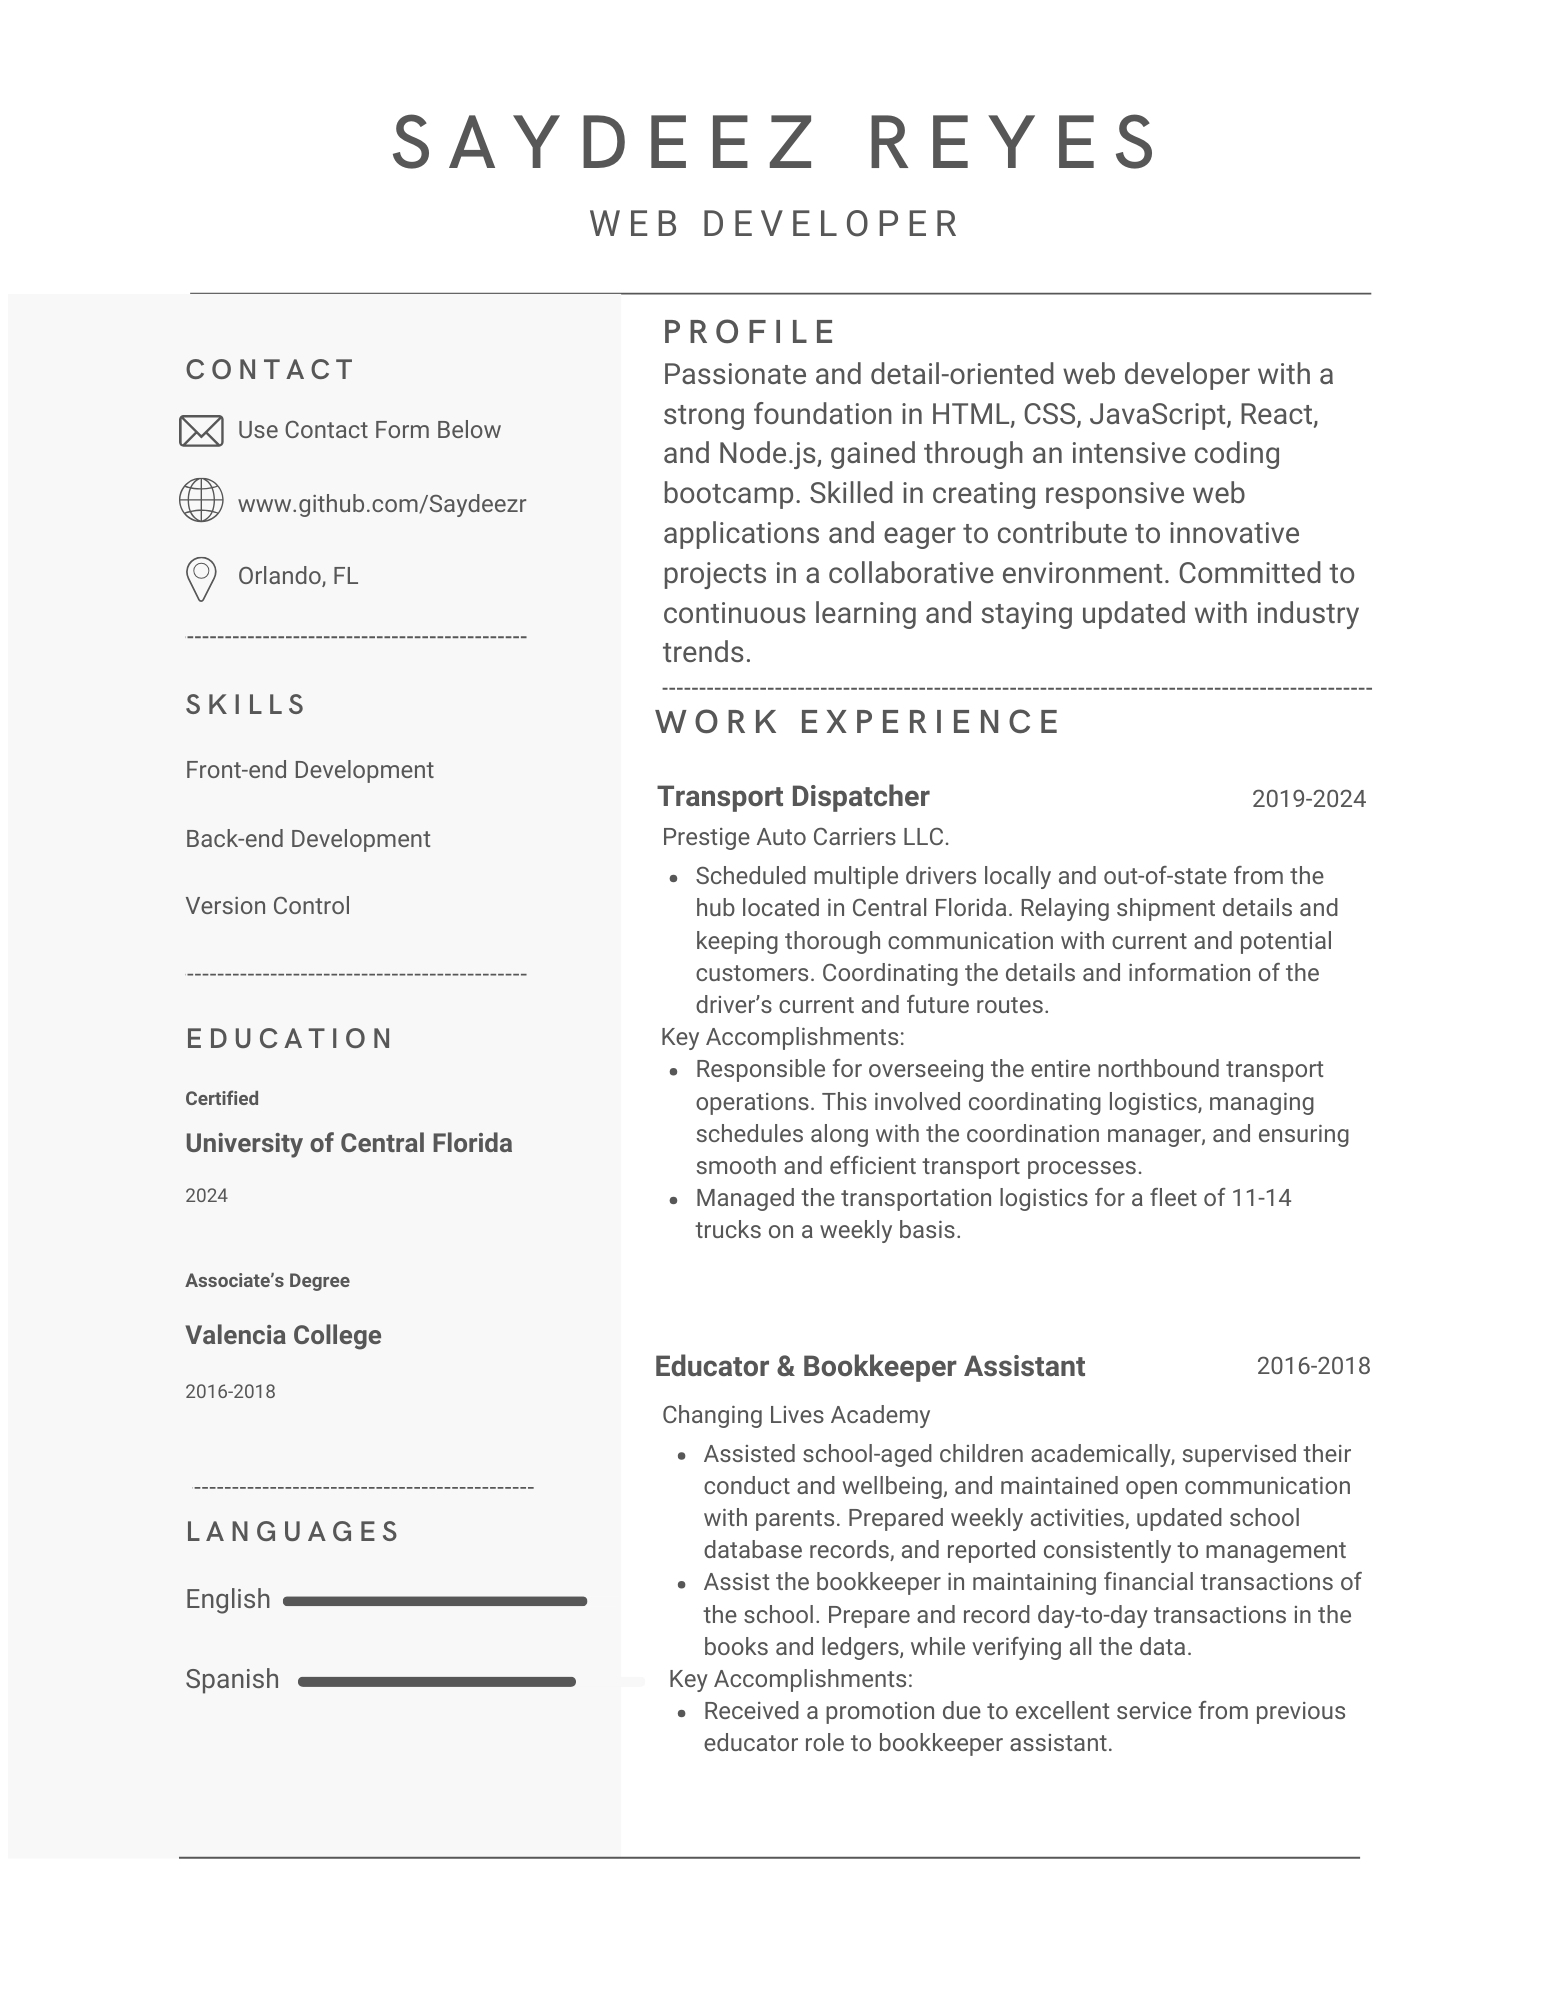 SAYDEEZ REYES
WEB DEVELOPER
CONTACT
Use Contact Form Below
www.github.com/Saydeezr
Orlando, FL
SKILLS
Front-end Development
Back-end Development
Version Control
EDUCATION
Certified
University of Central Florida
2024
Associate’s Degree
Valencia College
2016-2018
LANGUAGES
English
Spanish
PROFILE
Passionate and detail-oriented web developer with a
strong foundation in HTML, CSS, JavaScript, React,
and Node.js, gained through an intensive coding
bootcamp. Skilled in creating responsive web
applications and eager to contribute to innovative
projects in a collaborative environment. Committed to
continuous learning and staying updated with industry
trends.
WORK EXPERIENCE
Transport Dispatcher 2019-2024
Prestige Auto Carriers LLC.
• Scheduled multiple drivers locally and out-of-state from the
hub located in Central Florida. Relaying shipment details and
keeping thorough communication with current and potential
customers. Coordinating the details and information of the
driver’s current and future routes.
Key Accomplishments:
• Responsible for overseeing the entire northbound transport
operations. This involved coordinating logistics, managing
schedules along with the coordination manager, and ensuring
smooth and efficient transport processes.
• Managed the transportation logistics for a fleet of 11-14
trucks on a weekly basis.
Educator & Bookkeeper Assistant 2016-2018
Changing Lives Academy
• Assisted school-aged children academically, supervised their
conduct and wellbeing, and maintained open communication
with parents. Prepared weekly activities, updated school
database records, and reported consistently to management
• Assist the bookkeeper in maintaining financial transactions of
the school. Prepare and record day-to-day transactions in the
books and ledgers, while verifying all the data.
Key Accomplishments:
• Received a promotion due to excellent service from previous
educator role to bookkeeper assistant.